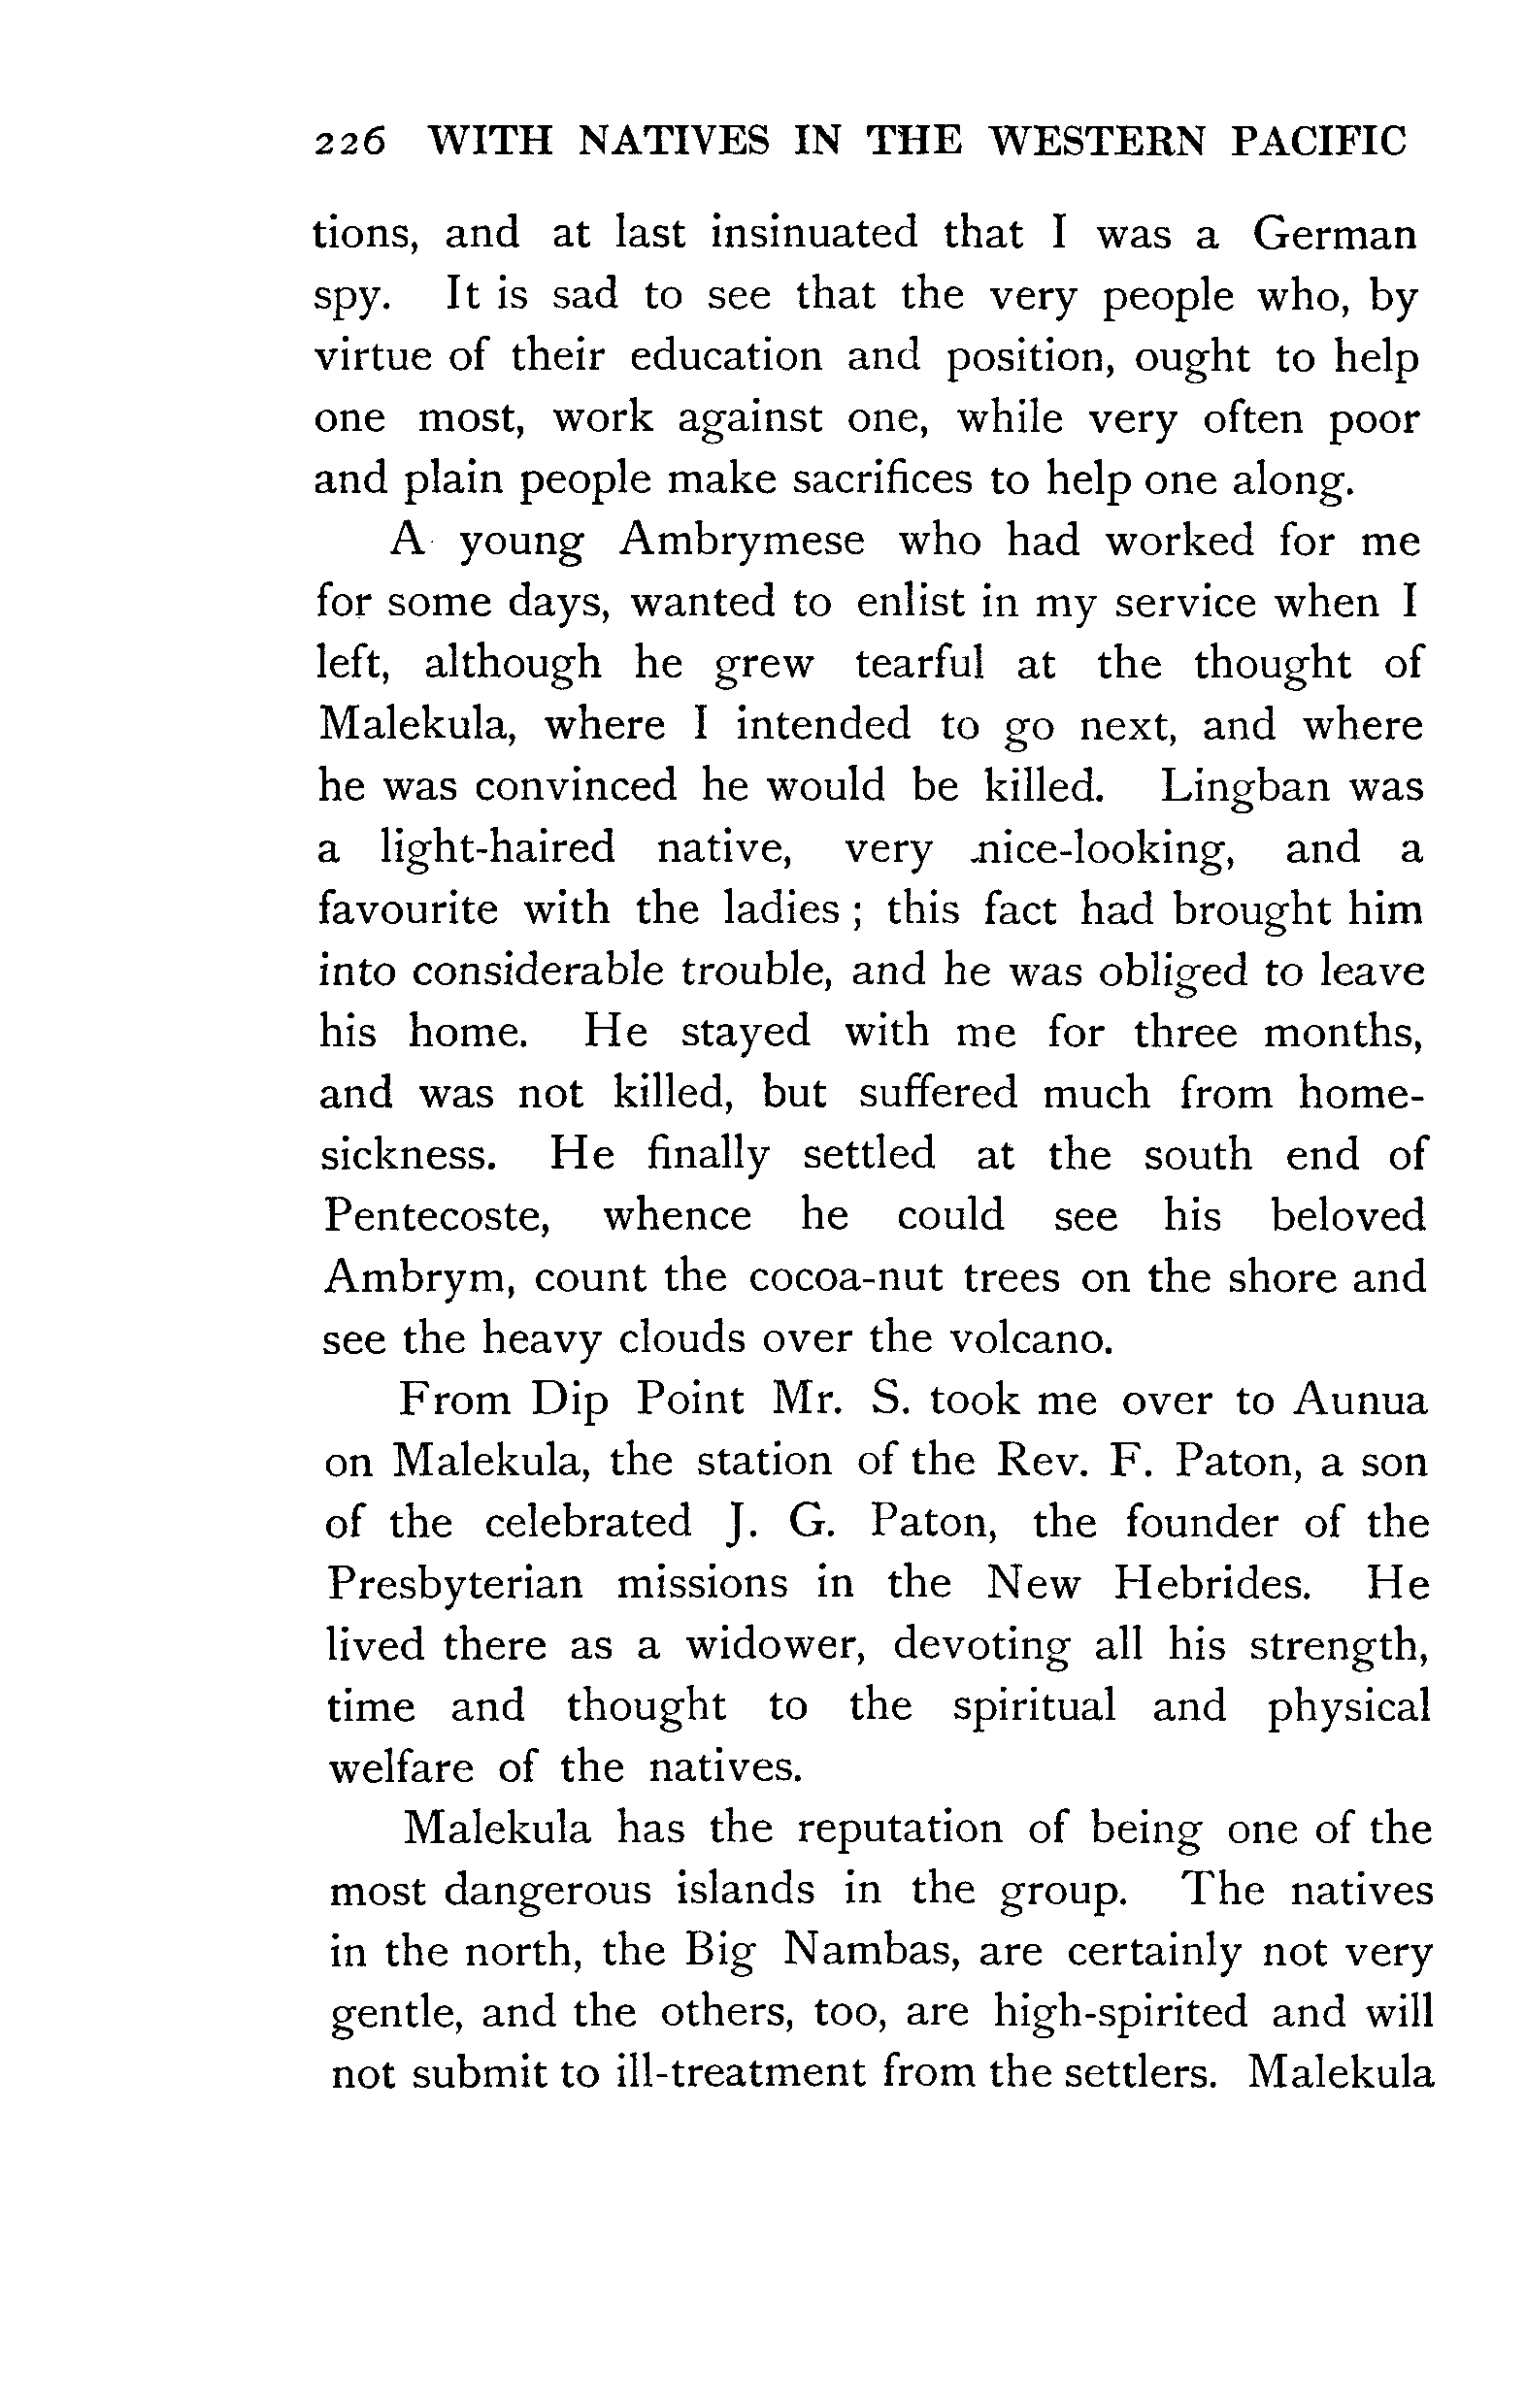 226 WITH NATIVES IN THE WESTERN PACIFIC
tions, and at last insinuated that I was a German
spy. It is sad to see that the very people who, by
virtue of their education and position, ought to help
one most, work against one, while very often poor
and plain people make sacrifices to help one along.
A young Ambrymese who had worked for me
for some days, wanted to enlist in my service when I
left, although he grew tearful at the thought of
Malekula, where I intended to go next, and where
he was convinced he would be killed. Lingban was
a light-haired native, very nice-looking, and a
favourite with the ladies; this fact had brought him
into considerable trouble, and he was obliged to leave
his home. He stayed with me for three months,
and was not killed, but suffered much from home-
sickness. He finally settled at the south end of
Pentecoste, whence he could see his beloved
Ambrym, count the cocoa-nut trees on the shore and
see the heavy clouds over the volcano.
From Dip Point Mr. S. took me over to Aunua
on Malekula, the station of the Rev. F. Paton, a son
of the celebrated J. G. Paton, the founder of the
Presbyterian missions in the New Hebrides. He
lived there as a widower, devoting all his strength,
time and thought to the spiritual and physical
welfare of the natives.
Malekula has the reputation of being one of the
most dangerous islands in the group. The natives
in the north, the Big Nambas, are certainly not very
gentle, and the others, too, are high-spirited and will
not submit to ill-treatment from the settlers. Malekula